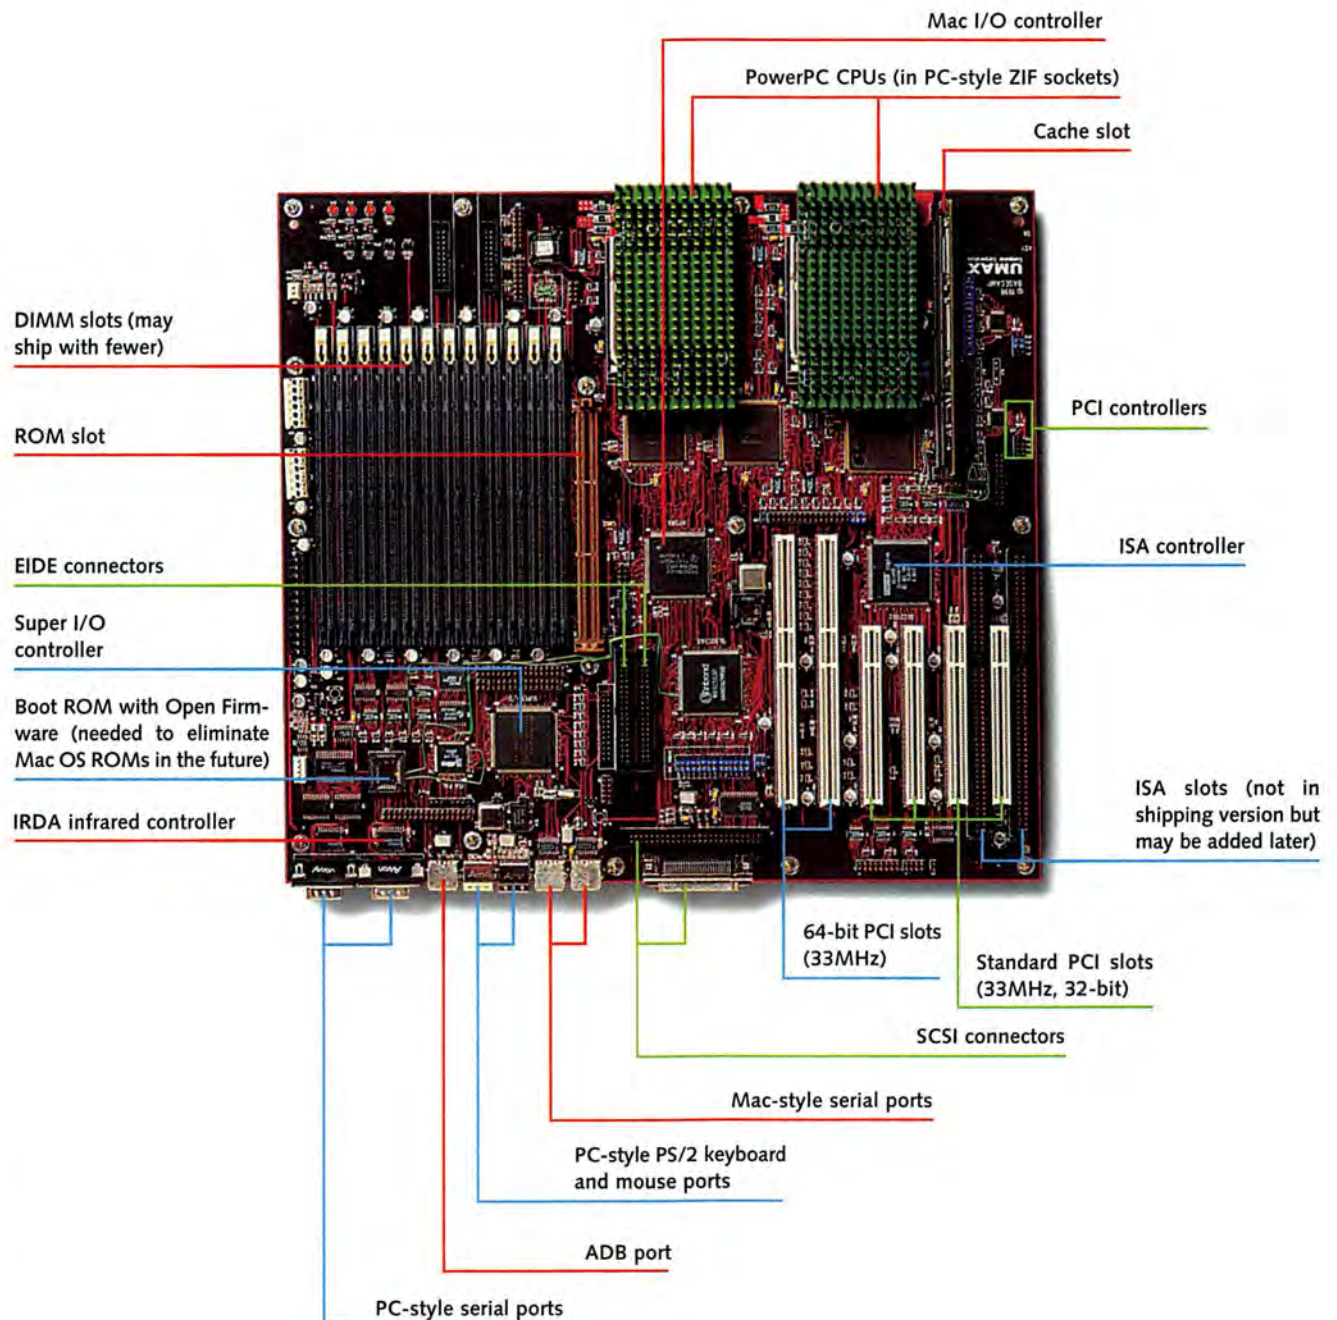 Mac I/O controller
PowerPC CPUs (in PC-style ZIF sockets)
Cache slot
UMAX
DIMM slots (may
ship with fewer)
PCI controllers
ROM slot
ISA controller
EIDE connectors
Super I/O
controller
Boot ROM with Open Firm-
ware (needed to eliminate
Mac OS ROMs in the future)
ISA slots (not in
shipping version but
may be added later)
IRDA infrared controller
64-bit PCI slots
(33MHz)
Standard PCI slots
(33MHz, 32-bit)
SCSI connectors
Mac-style serial ports
PC-style PS/2 keyboard
and mouse ports
ADB port
PC-style serial ports